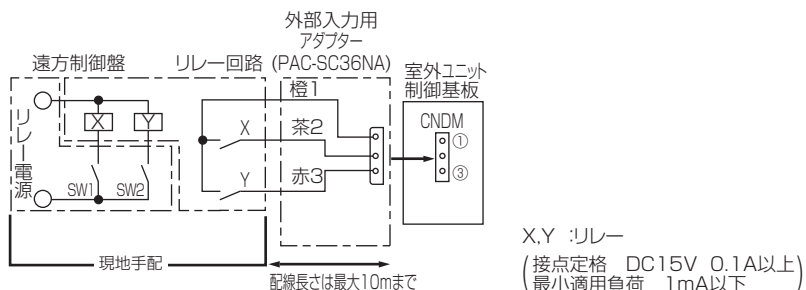 外部入力用
アダプター
(PAC-SC36NA)
遠方制御盤
リレー回路
室外ユニット
制御基板
リレー電源
X
Y
SW1
SW2
X
Y
橙1
茶2
赤3
CNDM
①
③
現地手配
配線長さは最大10mまで
X,Y :リレー
(接点定格 DC15V 0.1A以上)
最小適用負荷 1mA以下